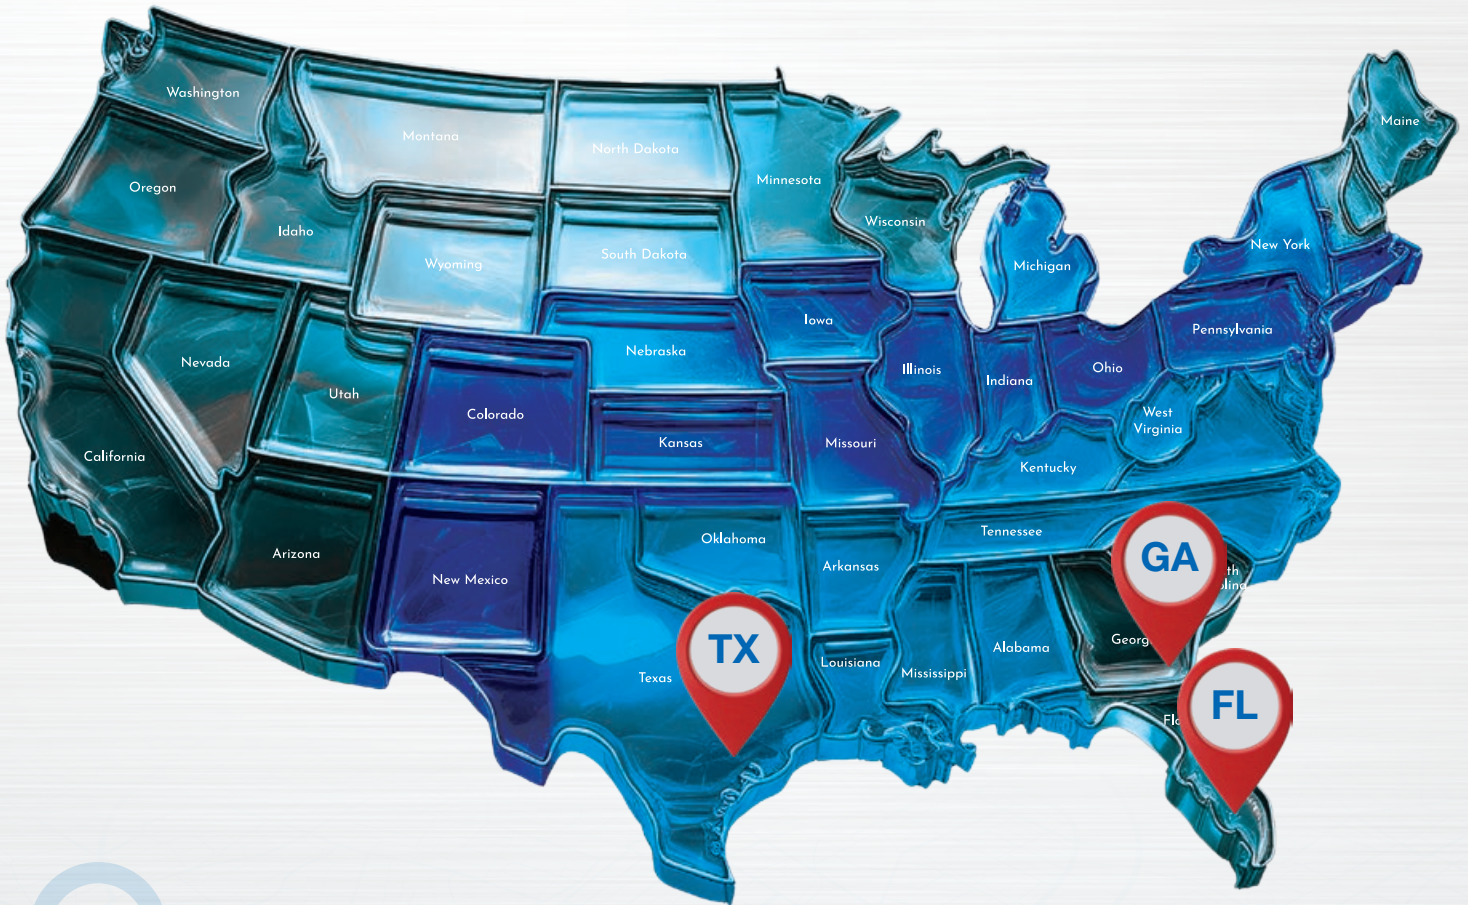 Washington
Montana
North Dakota
Minnesota
Maine
Oregon
Idaho
Wisconsin
Wyoming
South Dakota
Michigan
New York
Iowa
Nebraska
Pennsylvania
Nevada
Utah
Illinois
Indiana
Ohio
Colorado
Kansas
Missouri
West
Virginia
California
Kentucky
Arizona
New Mexico
Oklahoma
Tennessee
Arkansas
GA
TX
Texas
Louisiana
Mississippi
Alabama
Georg
FL